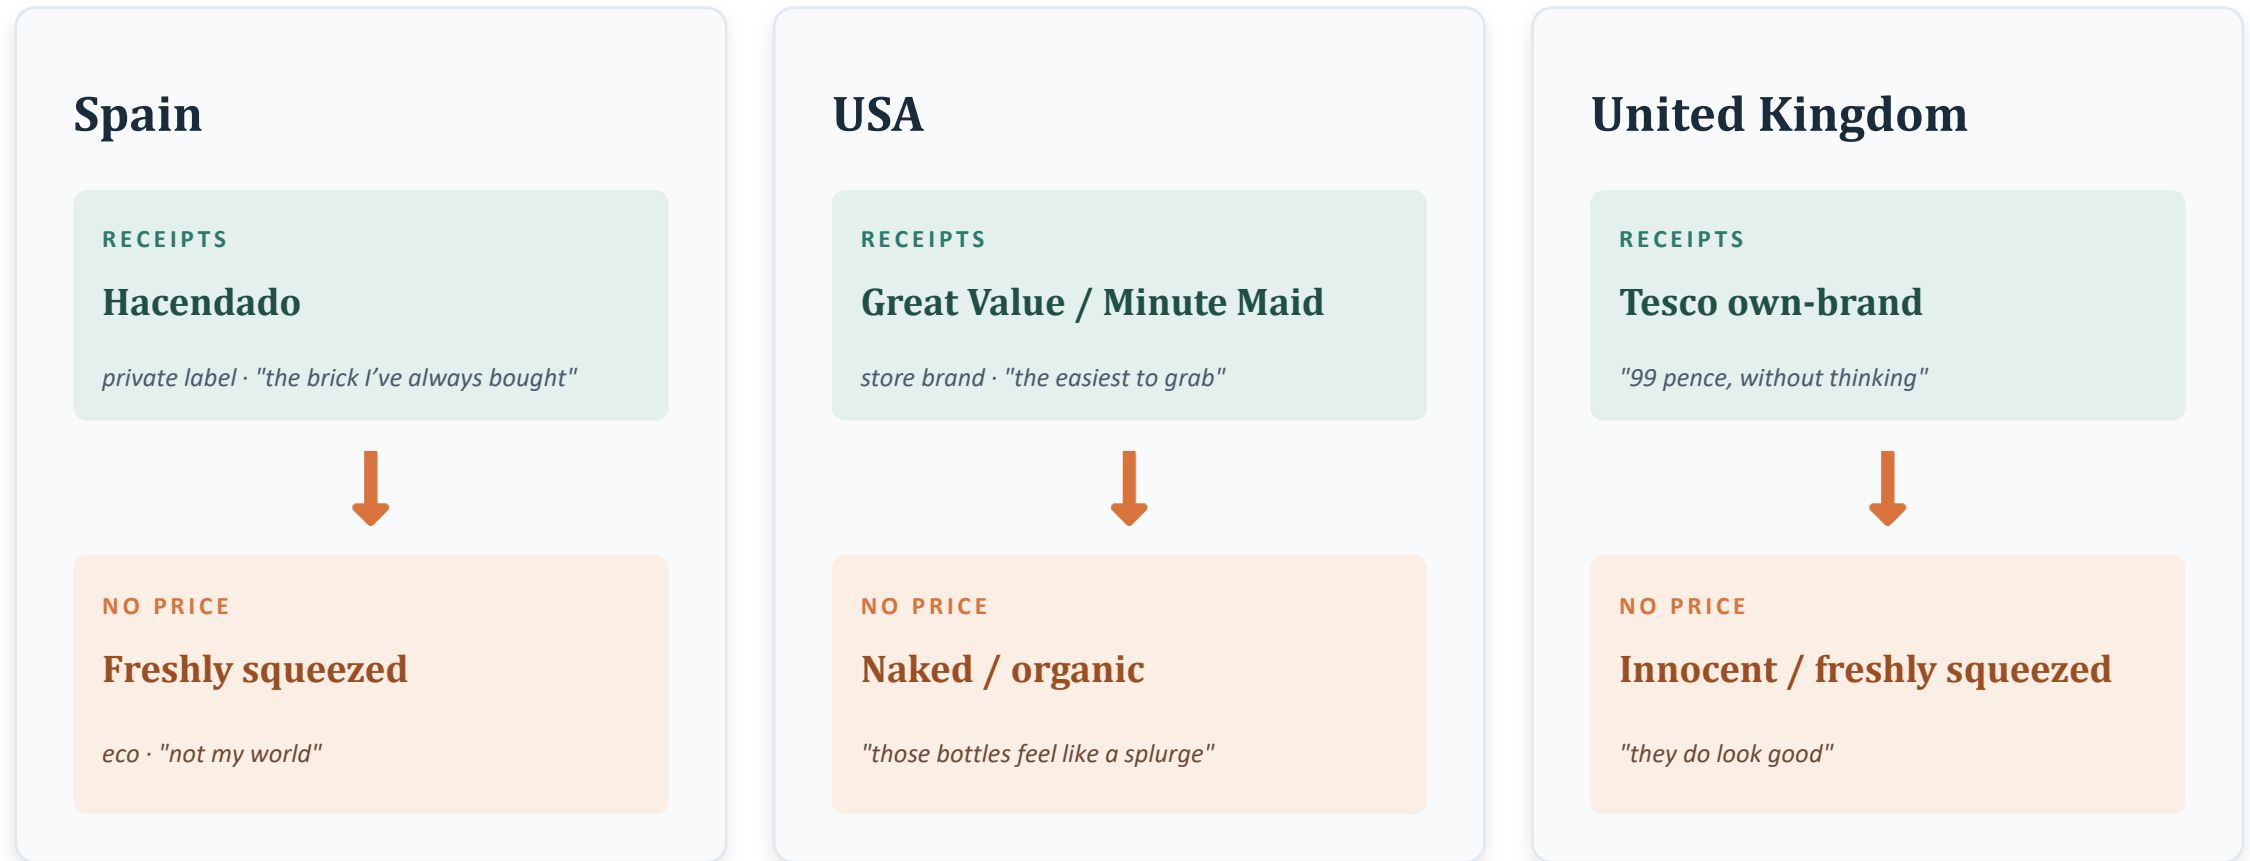 Spain
RECEIPTS
Hacendado
private label · "the brick I’ve always bought"
NO PRICE
Freshly squeezed
eco · "not my world"
USA
RECEIPTS
Great Value / Minute Maid
store brand · "the easiest to grab"
NO PRICE
Naked / organic
"those bottles feel like a splurge"
United Kingdom
RECEIPTS
Tesco own-brand
"99 pence, without thinking"
NO PRICE
Innocent / freshly squeezed
"they do look good"